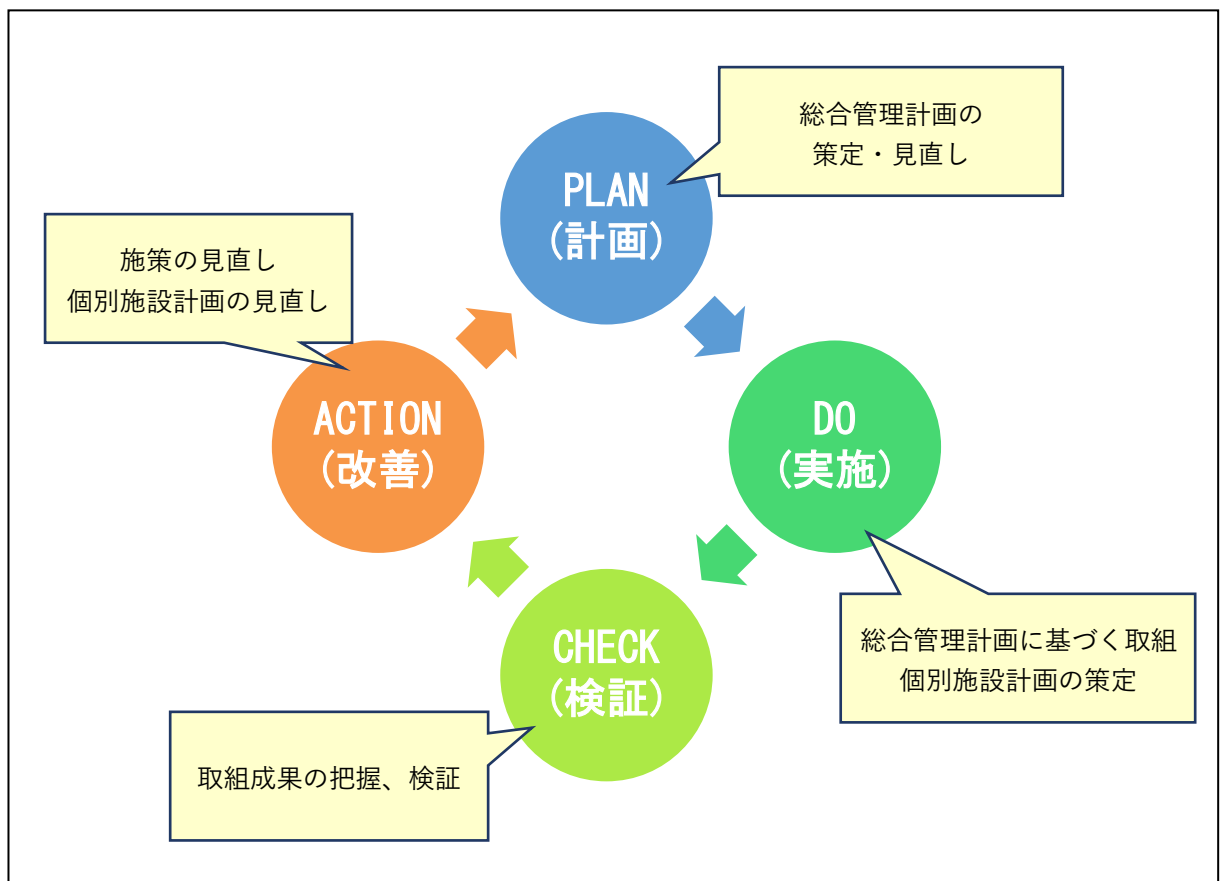 総合管理計画の
策定・見直し
PLAN
(計画)
施策の見直し
個別施設計画の見直し
ACTION
(改善)
DO
(実施)
総合管理計画に基づく取組
個別施設計画の策定
CHECK
(検証)
取組成果の把握、検証